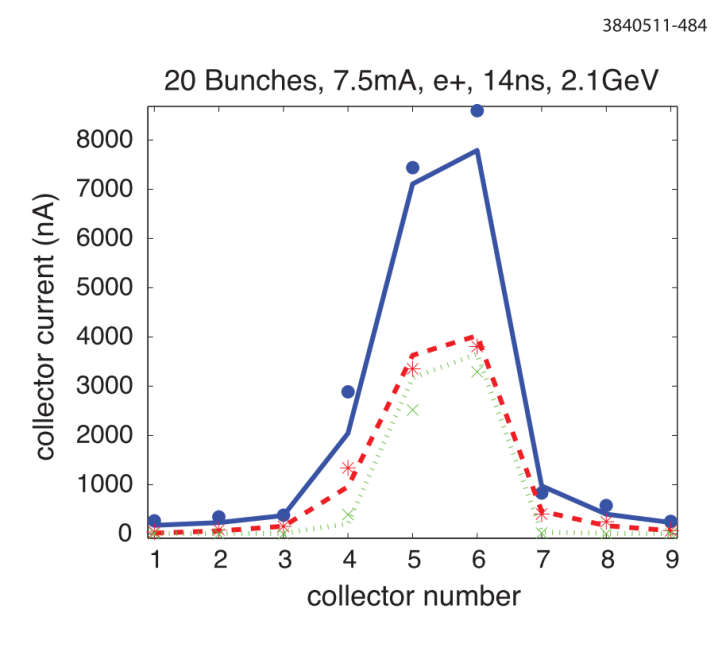 3840511-484
20 Bunches, 7.5mA, e+, 14ns, 2.1GeV
8000
7000
6000
5000
4000
3000
2000
1000
0
collector current (nA)
1 2 3 4 5 6 7 8 9
collector number